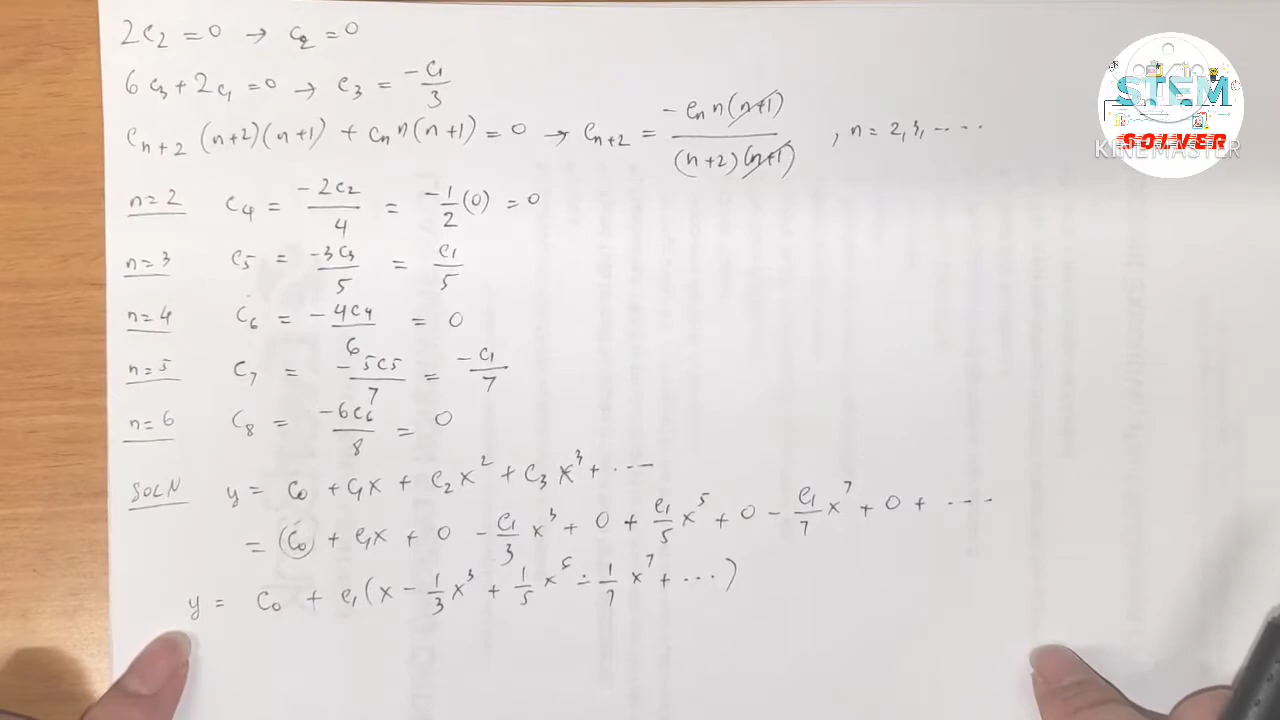 2c₂ = 0 → c₂ = 0
6c₃ + 2c₁ = 0 → c₃ = -c₁/3
cₙ₊₂ (n+2)(n+1) + cₙ n(n+1) = 0 → cₙ₊₂ = -cₙ n(n+1)/(n+2)(n+1) , n = 2, 3, ....
n=2 c₄ = -2c₂/4 = -1/2 (0) = 0
n=3 c₅ = -3c₃/5 = c₁/5
n=4 c₆ = -4c₄/6 = 0
n=5 c₇ = -5c₅/7 = -c₁/7
n=6 c₈ = -6c₆/8 = 0
SOLN y = c₀ + c₁x + c₂x² + c₃x³ + ....
= c₀ + c₁x + 0 - c₁/3 x³ + 0 + c₁/5 x⁵ + 0 - c₁/7 x⁷ + 0 + ....
y = c₀ + c₁(x - 1/3 x³ + 1/5 x⁵ - 1/7 x⁷ + ...)
STEM
SOLVER
KINEMASTER